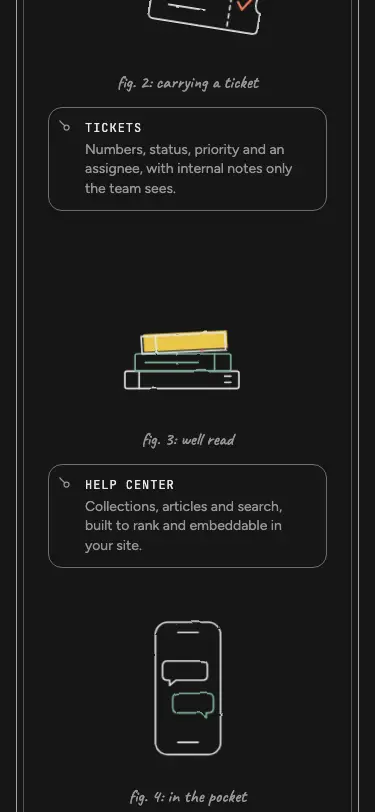 fig. 2: carrying a ticket
TICKETS
Numbers, status, priority and an
assignee, with internal notes only
the team sees.
fig. 3: well read
HELP CENTER
Collections, articles and search,
built to rank and embeddable in
your site.
fig. 4: in the pocket